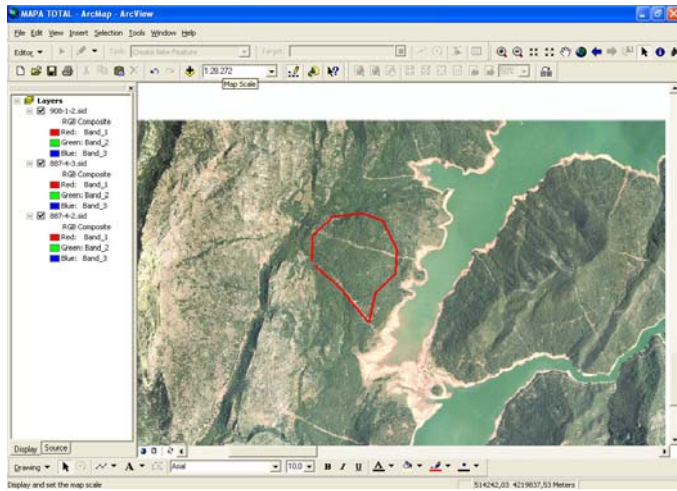 MAPA TOTAL - ArcMap - ArcView
File Edit View Insert Selection Tools Window Help
Editor Task: Create New Feature Target:
1:28.272
Map Scale
Layers
908-1-2.sid
RGB Composite
Red: Band_1
Green: Band_2
Blue: Band_3
887-4-3.sid
RGB Composite
Red: Band_1
Green: Band_2
Blue: Band_3
887-4-2.sid
RGB Composite
Red: Band_1
Green: Band_2
Blue: Band_3
Display Source
Drawing A Arial 10,0 B I U A
Display and set the map scale 514242,03 4219837,53 Meters